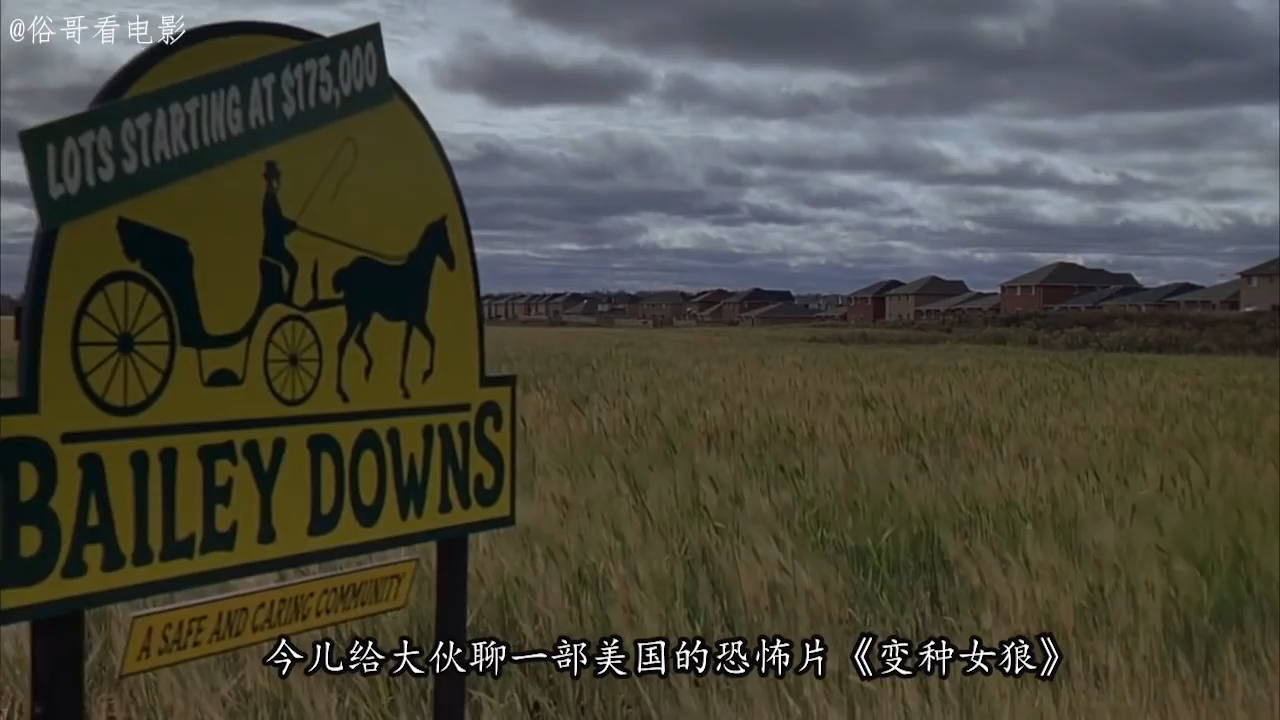 @俗哥看电影
LOTS STARTING AT $175,000
BAILEY DOWNS
A SAFE AND CARING COMMUNITY
今儿给大伙聊一部美国的恐怖片《变种女狼》